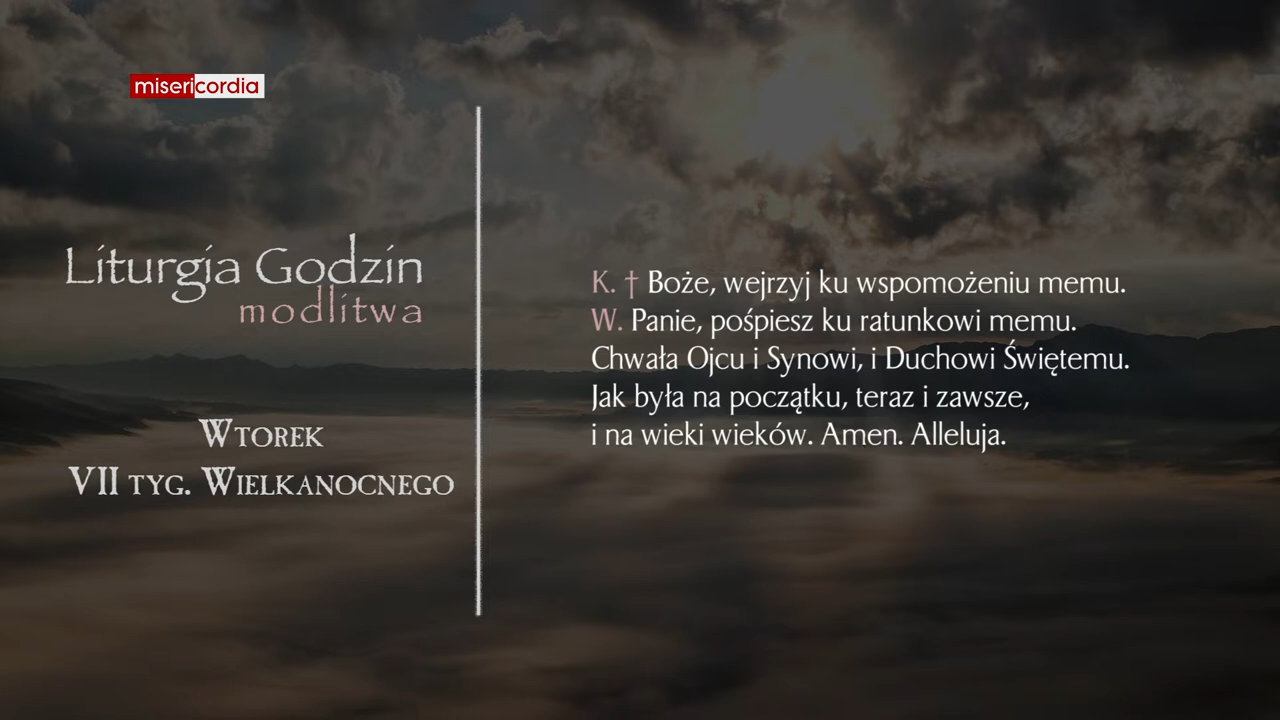 misericordia
Liturgia Godzin
modlitwa
Wtorek
VII tyg. Wielkanocnego
K. † Boże, wejrzyj ku wspomożeniu memu.
W. Panie, pośpiesz ku ratunkowi memu.
Chwała Ojcu i Synowi, i Duchowi Świętemu.
Jak była na początku, teraz i zawsze,
i na wieki wieków. Amen. Alleluja.